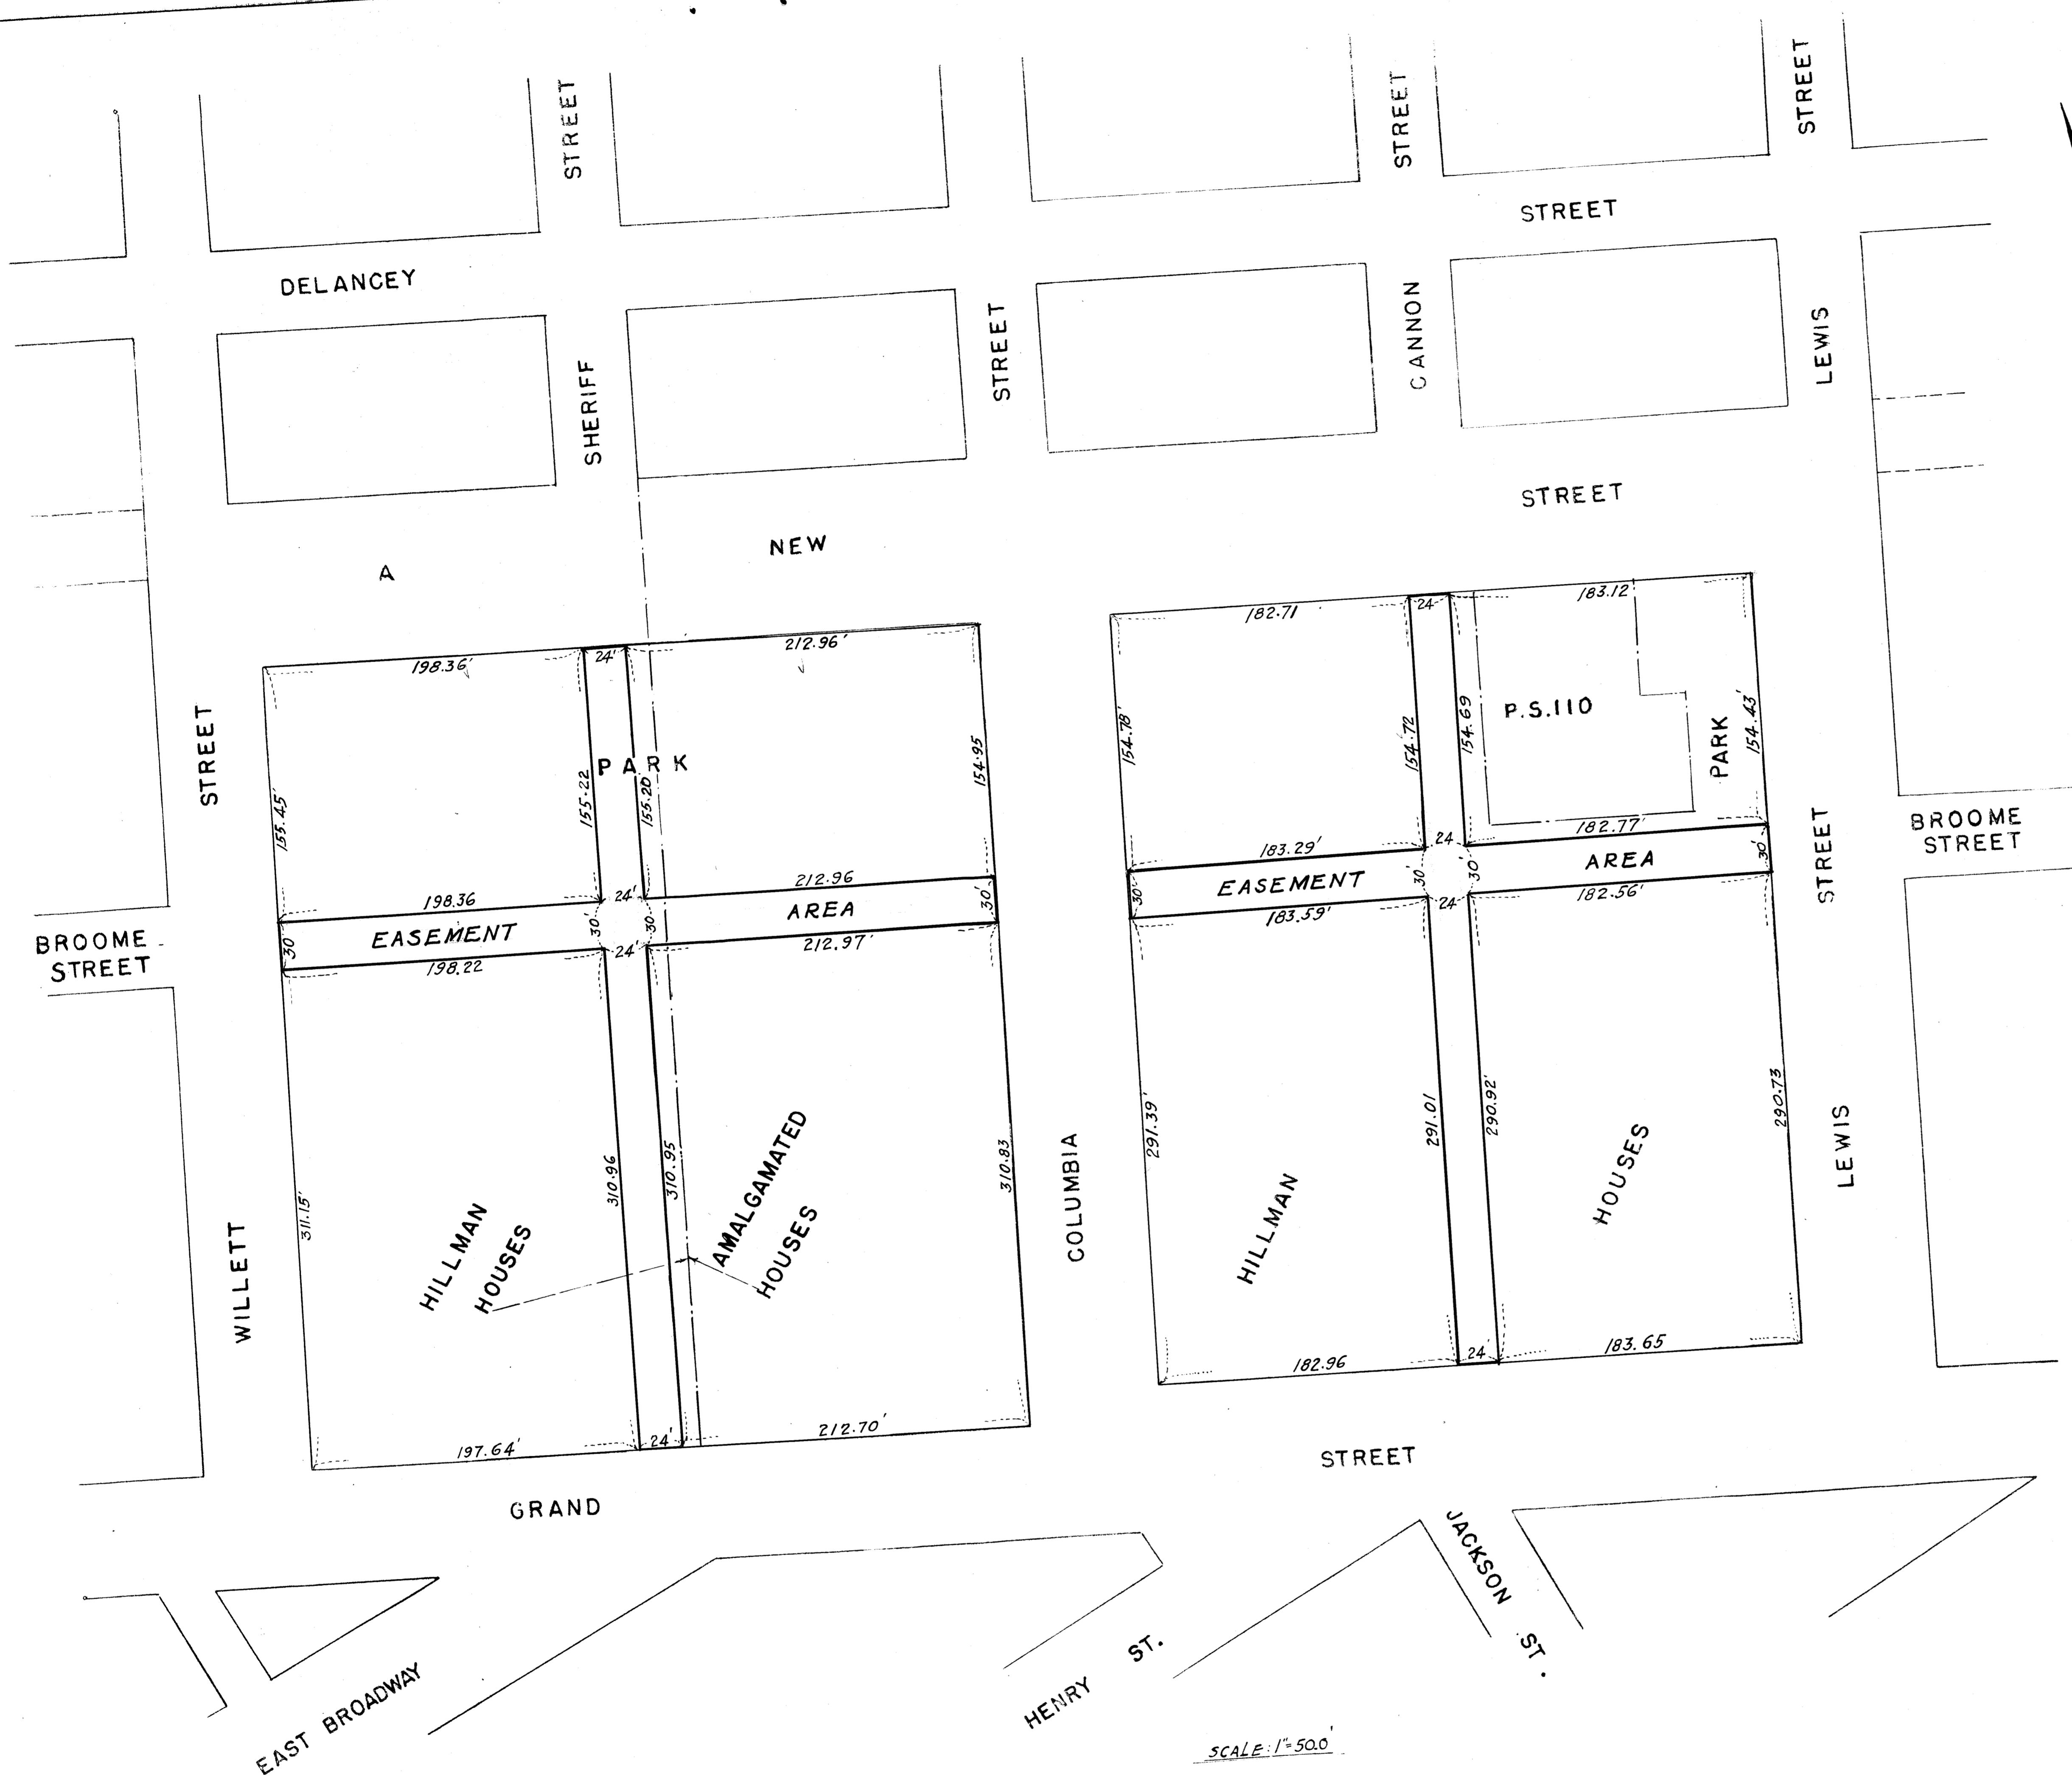 STREET
STREET
STREET
STREET
DELANCEY
SHERIFF
STREET
CANNON
LEWIS
STREET
NEW
A
182.71
24
183.12
198.36'
24'
212.96'
STREET
155.45'
155.22
PARK
155.20
154.95
154.78'
154.72
154.69
P.S.110
PARK
154.43'
STREET
BROOME
STREET
BROOME
STREET
198.36
24'
212.96
30'
EASEMENT
30'
30
AREA
30'
198.22
24'
212.97'
183.29'
24
182.77'
30'
EASEMENT
30'
30'
AREA
30'
183.59'
24
182.56'
WILLETT
311.15'
HILLMAN
HOUSES
310.96
310.95
AMALGAMATED
HOUSES
310.83
COLUMBIA
291.39'
HILLMAN
291.01
290.92'
HOUSES
290.73
LEWIS
197.64'
24'
212.70'
182.96
24'
183.65
GRAND
STREET
EAST BROADWAY
HENRY ST.
JACKSON ST.
SCALE: 1"=50.0'